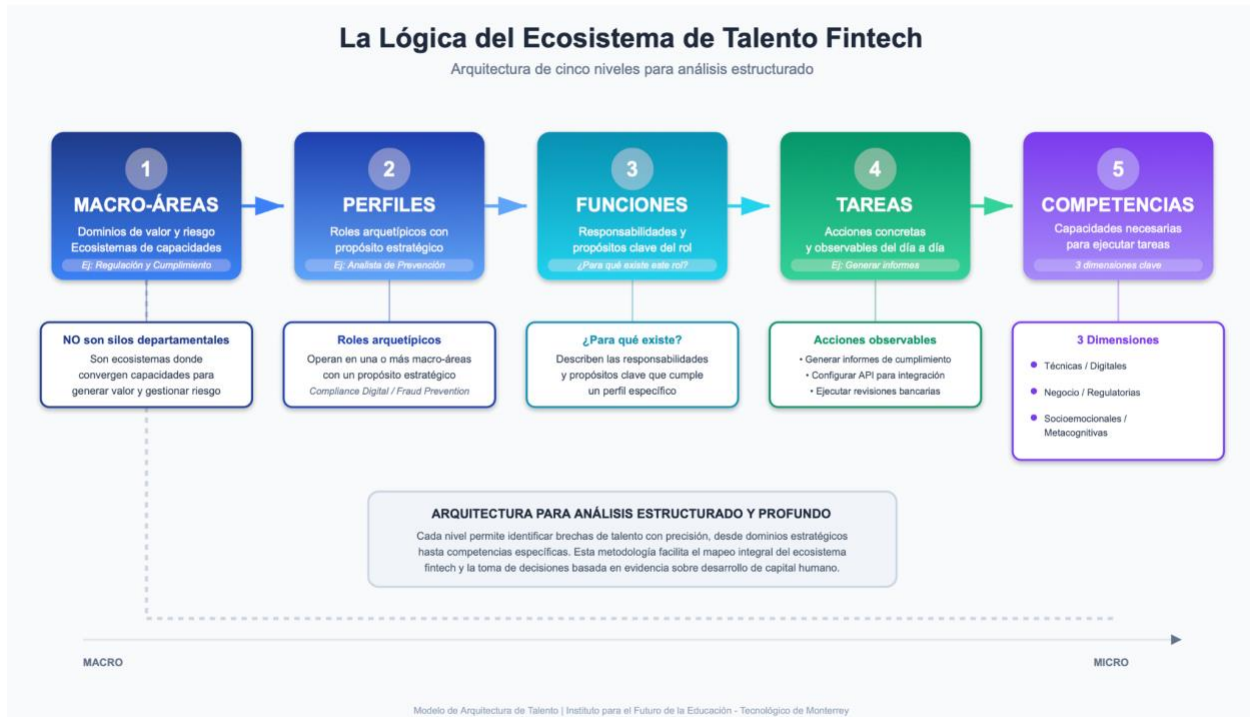 La Lógica del Ecosistema de Talento Fintech
Arquitectura de cinco niveles para análisis estructurado
1
MACRO-ÁREAS
Dominios de valor y riesgo
Ecosistemas de capacidades
Ej: Regulación y Cumplimiento
2
PERFILES
Roles arquetípicos con
propósito estratégico
Ej: Analista de Prevención
3
FUNCIONES
Responsabilidades y
propósitos clave del rol
¿Para qué existe este rol?
4
TAREAS
Acciones concretas
y observables del día a día
Ej: Generar informes
5
COMPETENCIAS
Capacidades necesarias
para ejecutar tareas
3 dimensiones clave
NO son silos departamentales
Son ecosistemas donde
convergen capacidades para
generar valor y gestionar riesgo
Roles arquetípicos
Operan en una o más macro-áreas
con un propósito estratégico
Compliance Digital / Fraud Prevention
¿Para qué existe?
Describen las responsabilidades
y propósitos clave que cumple
un perfil específico
Acciones observables
• Generar informes de cumplimiento
• Configurar API para integración
• Ejecutar revisiones bancarias
3 Dimensiones
• Técnicas / Digitales
• Negocio / Regulatorias
• Socioemocionales /
Metacognitivas
ARQUITECTURA PARA ANÁLISIS ESTRUCTURADO Y PROFUNDO
Cada nivel permite identificar brechas de talento con precisión, desde dominios estratégicos
hasta competencias específicas. Esta metodología facilita el mapeo integral del ecosistema
fintech y la toma de decisiones basada en evidencia sobre desarrollo de capital humano.
MACRO
MICRO
Modelo de Arquitectura de Talento | Instituto para el Futuro de la Educación - Tecnológico de Monterrey